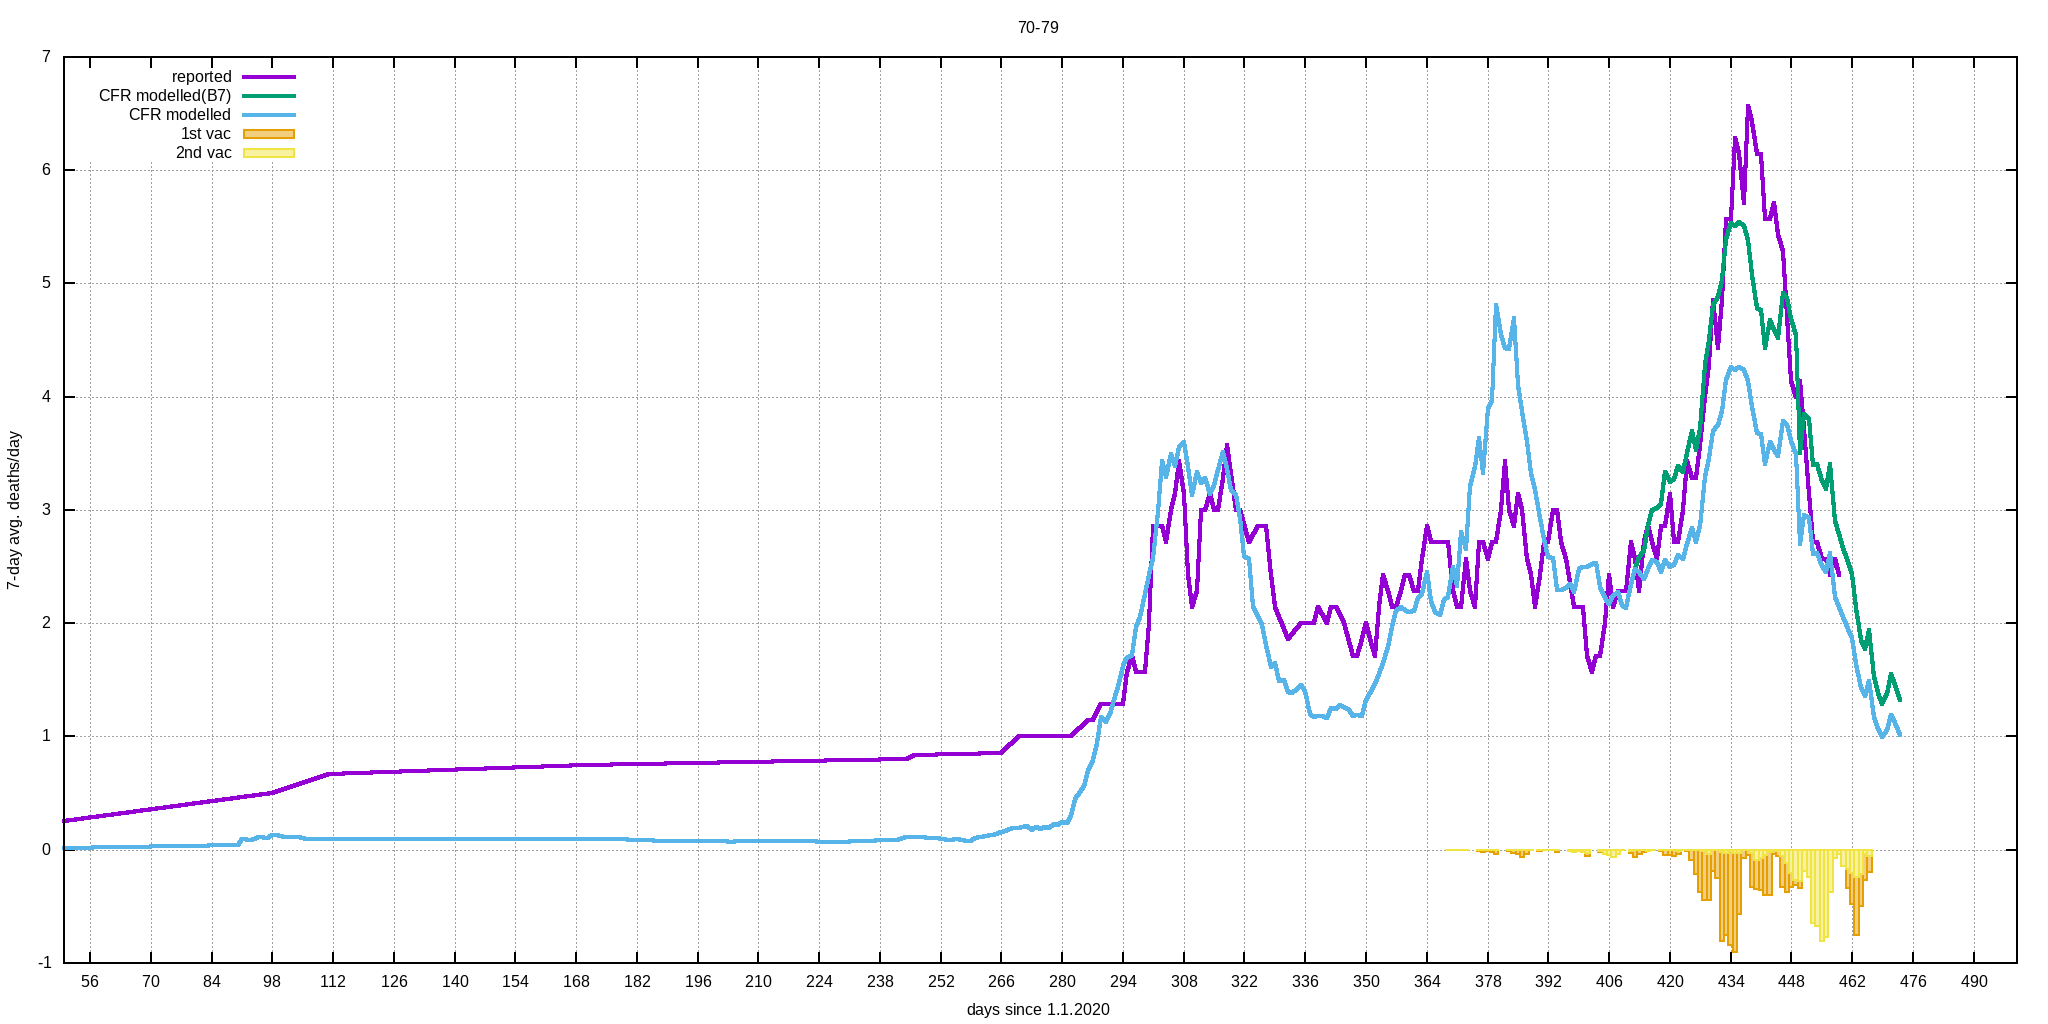 70-79
7
reported
CFR modelled(B7)
CFR modelled
1st vac
2nd vac
6
5
4
3
2
1
0
-1
7-day avg. deaths/day
56 70 84 98 112 126 140 154 168 182 196 210 224 238 252 266 280 294 308 322 336 350 364 378 392 406 420 434 448 462 476 490
days since 1.1.2020